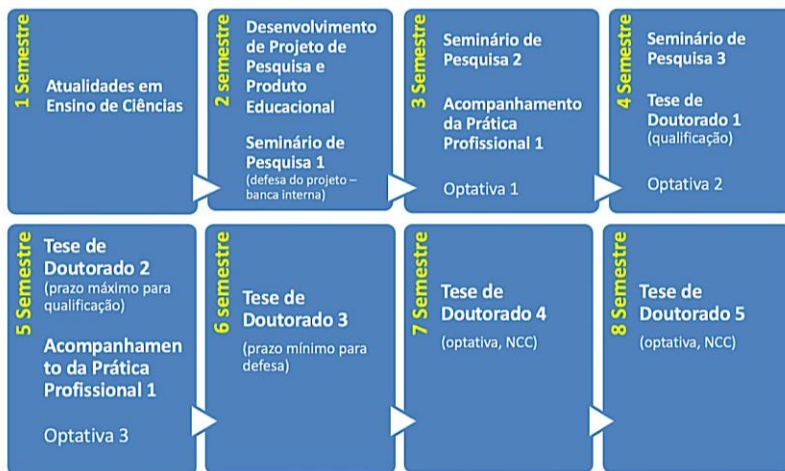 1 Semestre
Atualidades em
Ensino de Ciências
2 semestre
Desenvolvimento
de Projeto de
Pesquisa e
Produto
Educacional
Seminário de
Pesquisa 1
(defesa do projeto –
banca interna)
3 Semestre
Seminário de
Pesquisa 2
Acompanhamento
da Prática
Profissional 1
Optativa 1
4 Semestre
Seminário de
Pesquisa 3
Tese de
Doutorado 1
(qualificação)
Optativa 2
5 Semestre
Tese de
Doutorado 2
(prazo máximo para
qualificação)
Acompanhamen
to da Prática
Profissional 1
Optativa 3
6 semestre
Tese de
Doutorado 3
(prazo mínimo para
defesa)
7 Semestre
Tese de
Doutorado 4
(optativa, NCC)
8 Semestre
Tese de
Doutorado 5
(optativa, NCC)